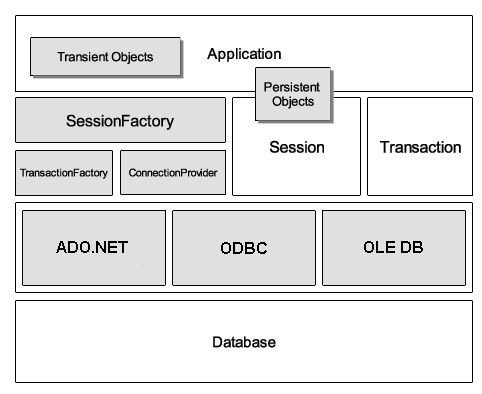 Transient Objects
Application
Persistent
Objects
SessionFactory
Session
Transaction
TransactionFactory
ConnectionProvider
ADO.NET
ODBC
OLE DB
Database